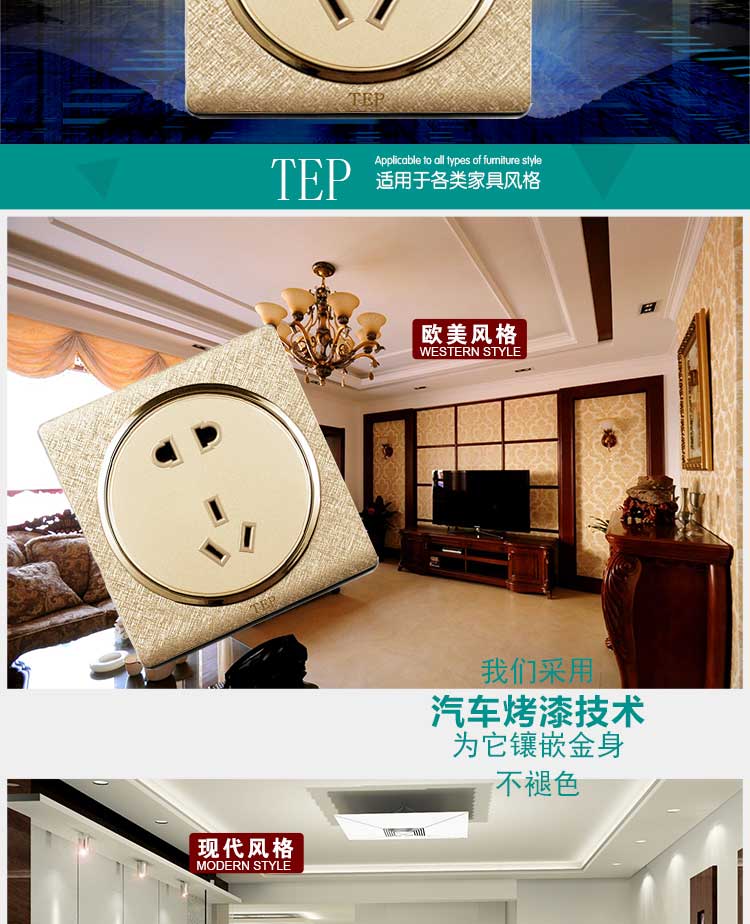 TEP
TEP
Applicable to all types of furniture style
适用于各类家具风格
欧美风格
WESTERN STYLE
TEP
我们采用
汽车烤漆技术
为它镶嵌金身
不褪色
现代风格
MODERN STYLE